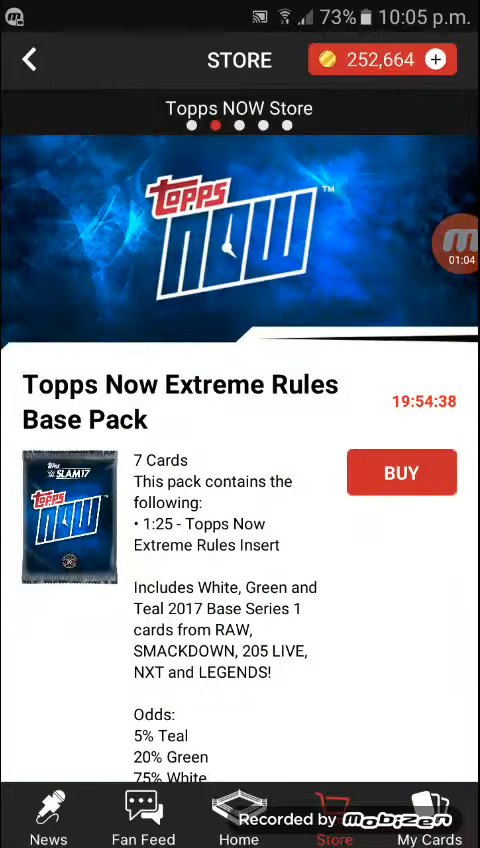 73% 10:05 p.m.
STORE 252,664 +
Topps NOW Store
topps TM
NOW
01:04
Topps Now Extreme Rules
Base Pack
19:54:38
BUY
7 Cards
This pack contains the
following:
• 1:25 - Topps Now
Extreme Rules Insert
Includes White, Green and
Teal 2017 Base Series 1
cards from RAW,
SMACKDOWN, 205 LIVE,
NXT and LEGENDS!
Odds:
5% Teal
20% Green
75% White
Topps
SLAM17
topps
NOW
Recorded by mobizen
News Fan Feed Home Store My Cards